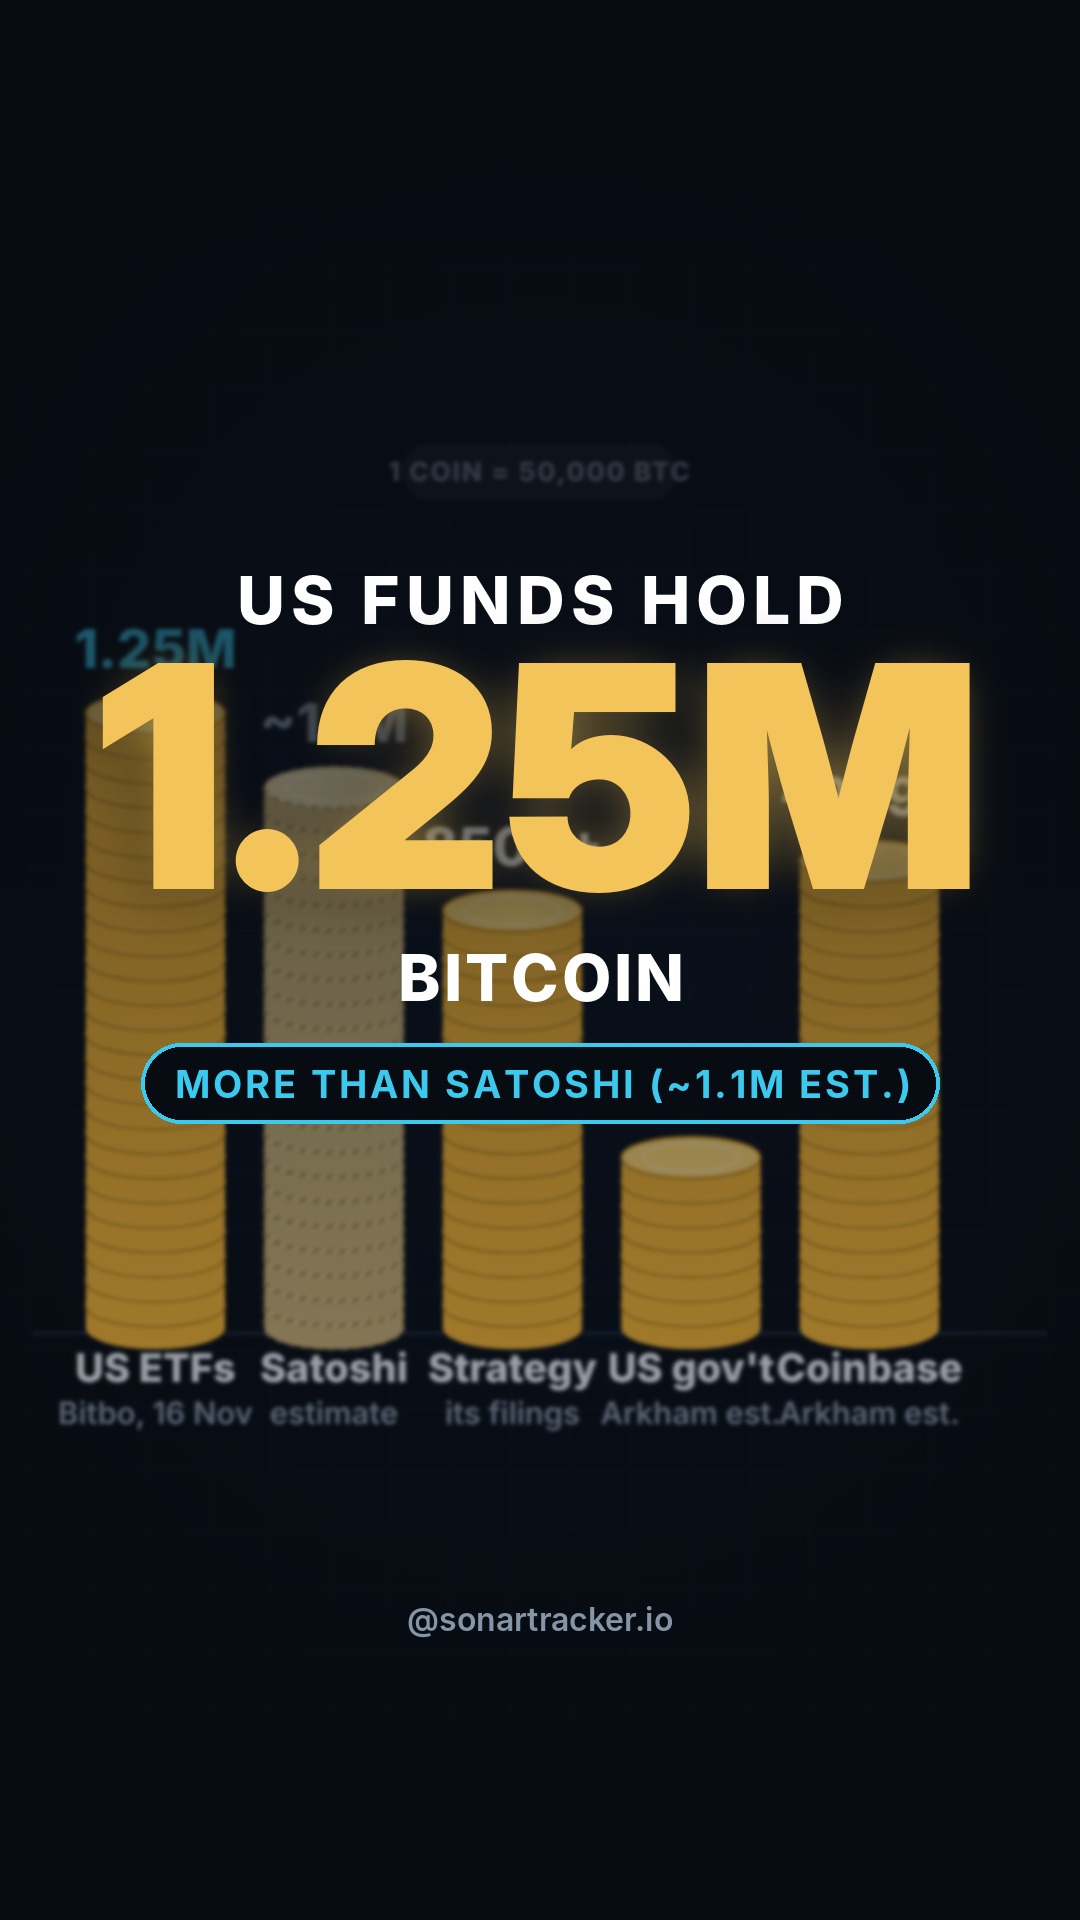 1 COIN = 50,000 BTC
US FUNDS HOLD
1.25M
1.25M
BITCOIN
MORE THAN SATOSHI (~1.1M EST.)
US ETFs Satoshi Strategy US gov't Coinbase
Bitbo, 16 Nov estimate its filings Arkham est. Arkham est.
@sonartracker.io